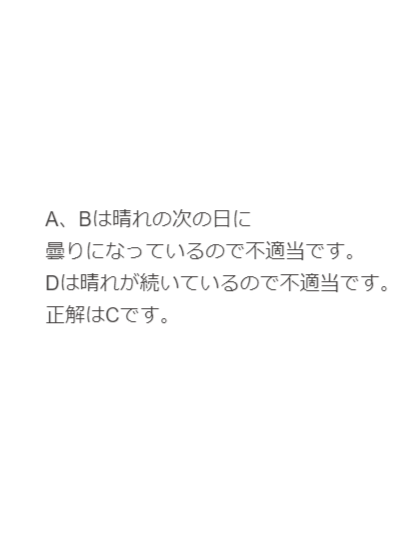 A、Bは晴れの次の日に
曇りになっているので不適当です。
Dは晴れが続いているので不適当です。
正解はCです。